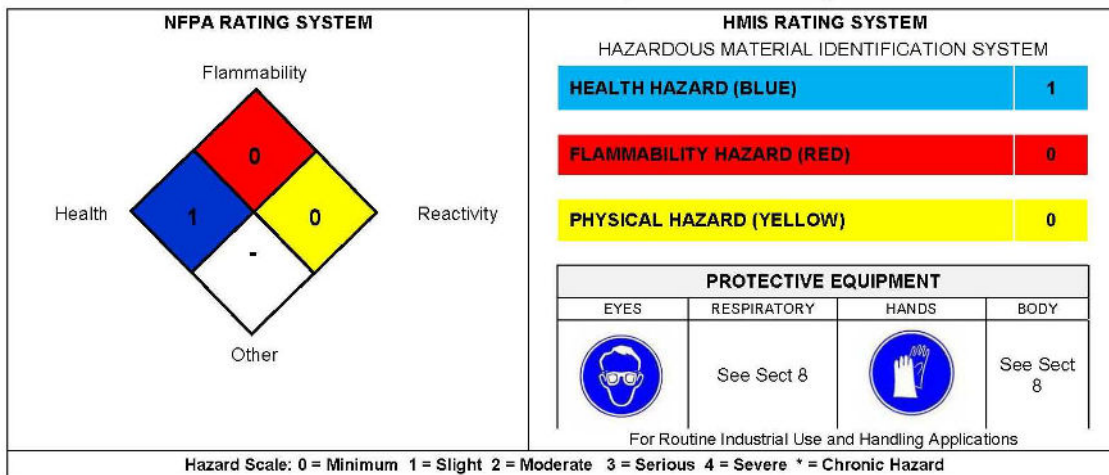 NFPA RATING SYSTEM
Flammability
0
Health
1
0
Reactivity
-
Other
HMIS RATING SYSTEM
HAZARDOUS MATERIAL IDENTIFICATION SYSTEM
HEALTH HAZARD (BLUE) 1
FLAMMABILITY HAZARD (RED) 0
PHYSICAL HAZARD (YELLOW) 0
PROTECTIVE EQUIPMENT
EYES RESPIRATORY HANDS BODY
See Sect 8
See Sect
8
For Routine Industrial Use and Handling Applications
Hazard Scale: 0 = Minimum 1 = Slight 2 = Moderate 3 = Serious 4 = Severe * = Chronic Hazard